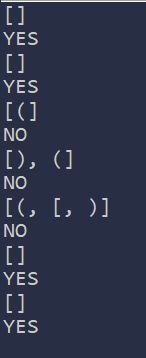 []
YES
[]
YES
[(]
NO
[), (]
NO
[(, [, )]
NO
[]
YES
[]
YES